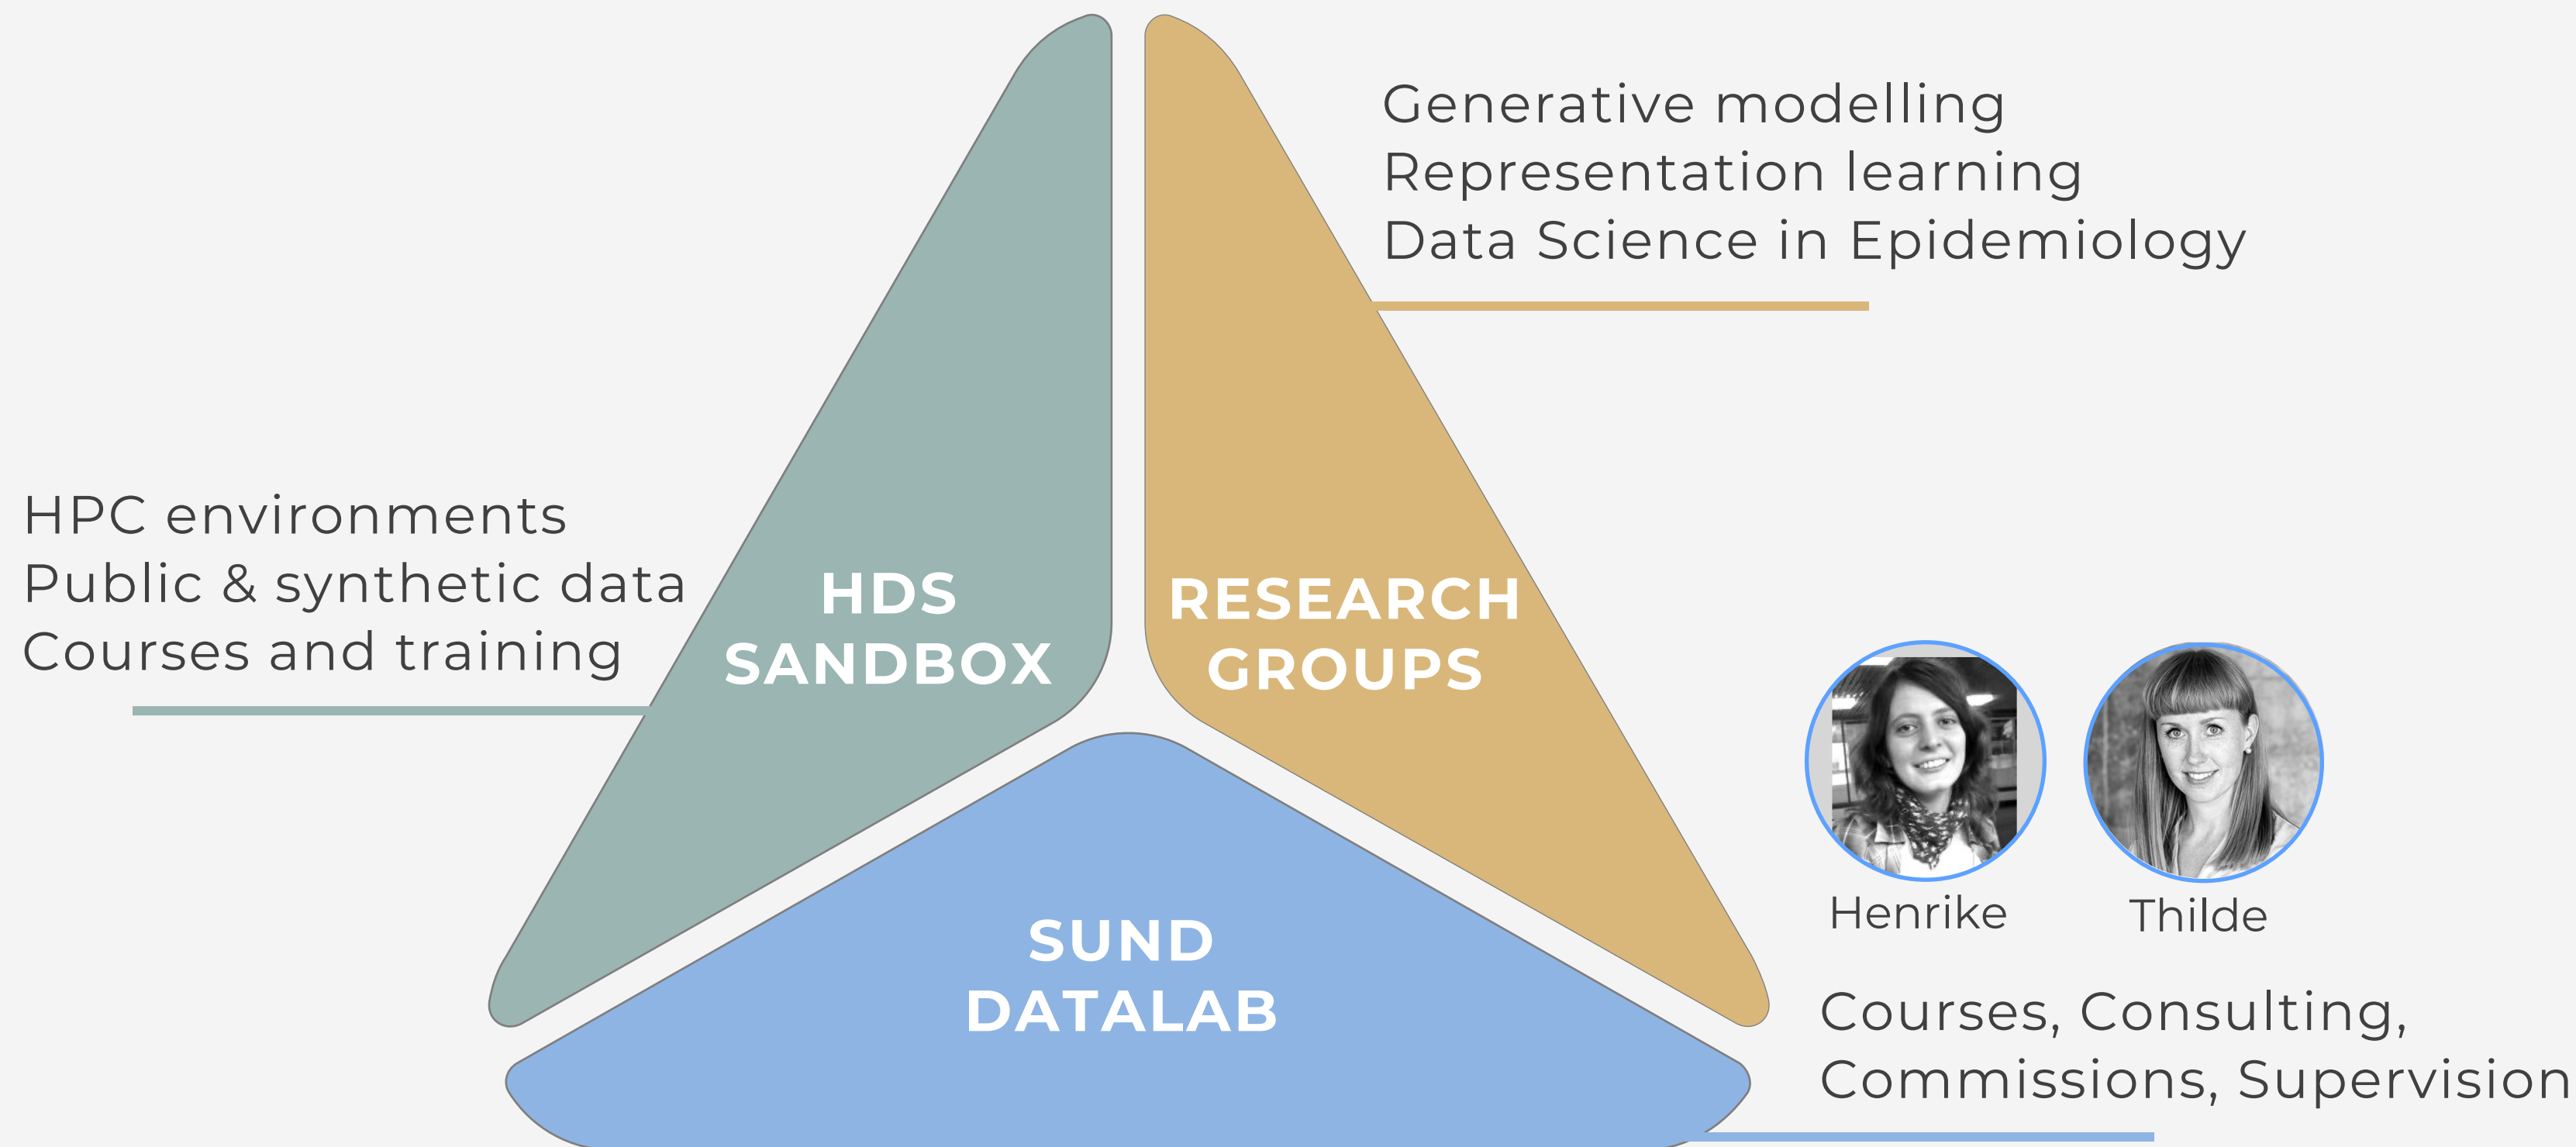 Generative modelling
Representation learning
Data Science in Epidemiology
HPC environments
Public & synthetic data
Courses and training
HDS
SANDBOX
RESEARCH
GROUPS
Henrike
Thilde
SUND
DATALAB
Courses, Consulting,
Commissions, Supervision